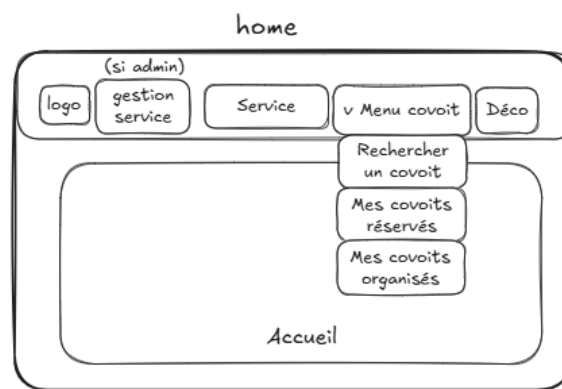 home
(si admin)
logo
gestion
service
Service
v Menu covoit
Déco
Rechercher
un covoit
Mes covoits
réservés
Mes covoits
organisés
Accueil